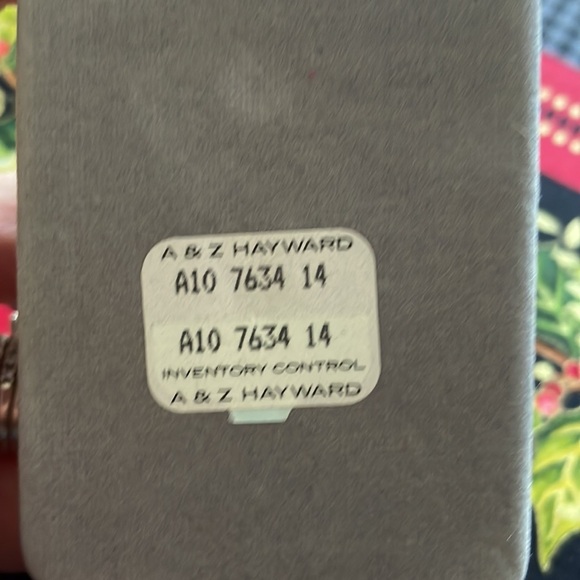 A & Z HAYWARD
A10 7634 14
A10 7634 14
INVENTORY CONTROL
A & Z HAYWARD